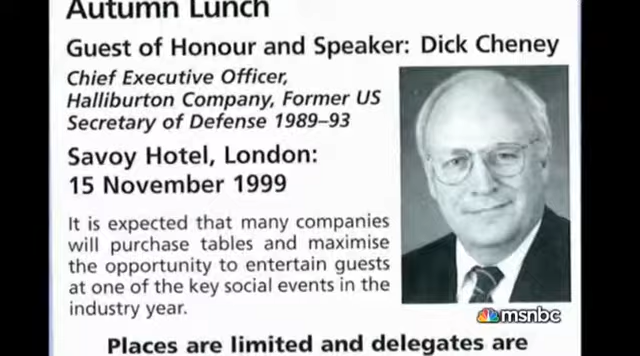 Autumn Lunch
Guest of Honour and Speaker: Dick Cheney
Chief Executive Officer,
Halliburton Company, Former US
Secretary of Defense 1989–93
Savoy Hotel, London:
15 November 1999
It is expected that many companies
will purchase tables and maximise
the opportunity to entertain guests
at one of the key social events in the
industry year.
msnbc
Places are limited and delegates are